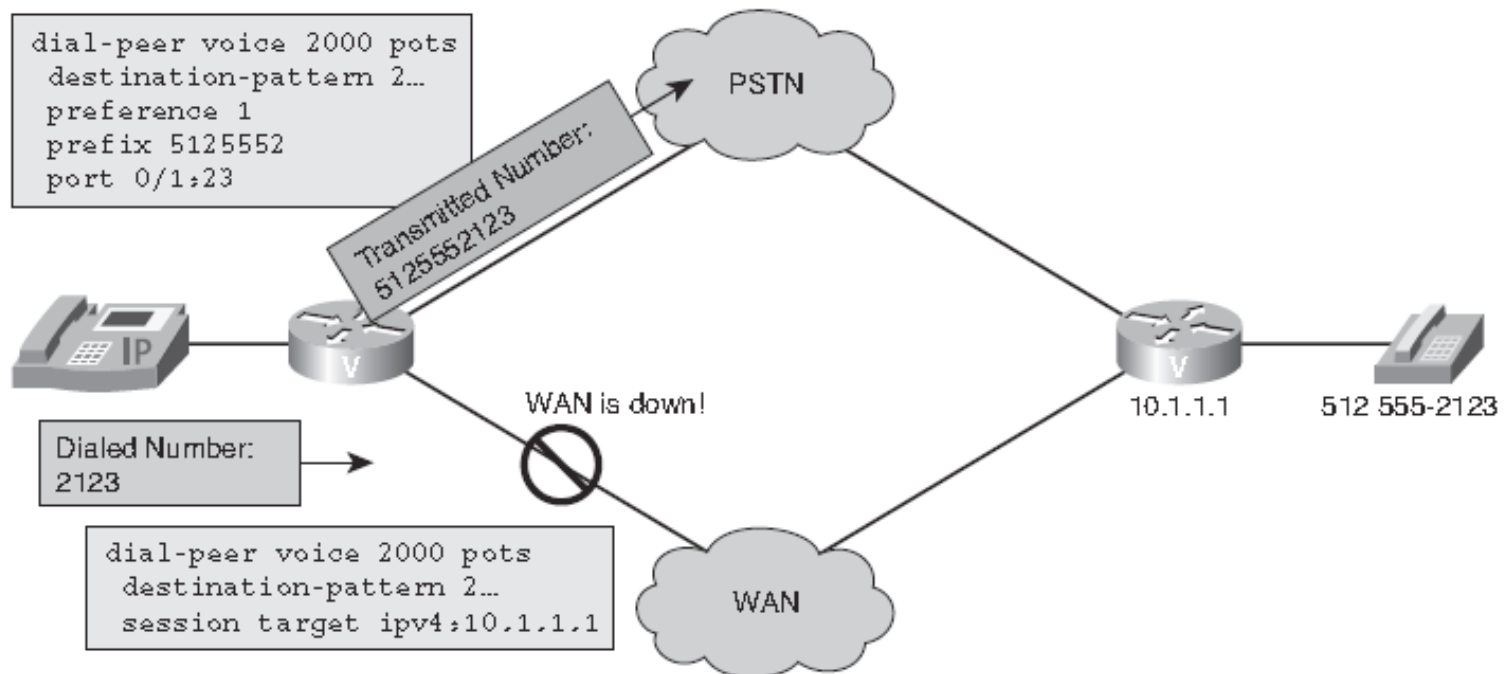 dial-peer voice 2000 pots
destination-pattern 2...
preference 1
prefix 5125552
port 0/1:23
PSTN
Transmitted Number:
5125552123
IP
V
V
WAN is down!
10.1.1.1
512 555-2123
Dialed Number:
2123
dial-peer voice 2000 pots
destination-pattern 2...
session target ipv4:10.1.1.1
WAN